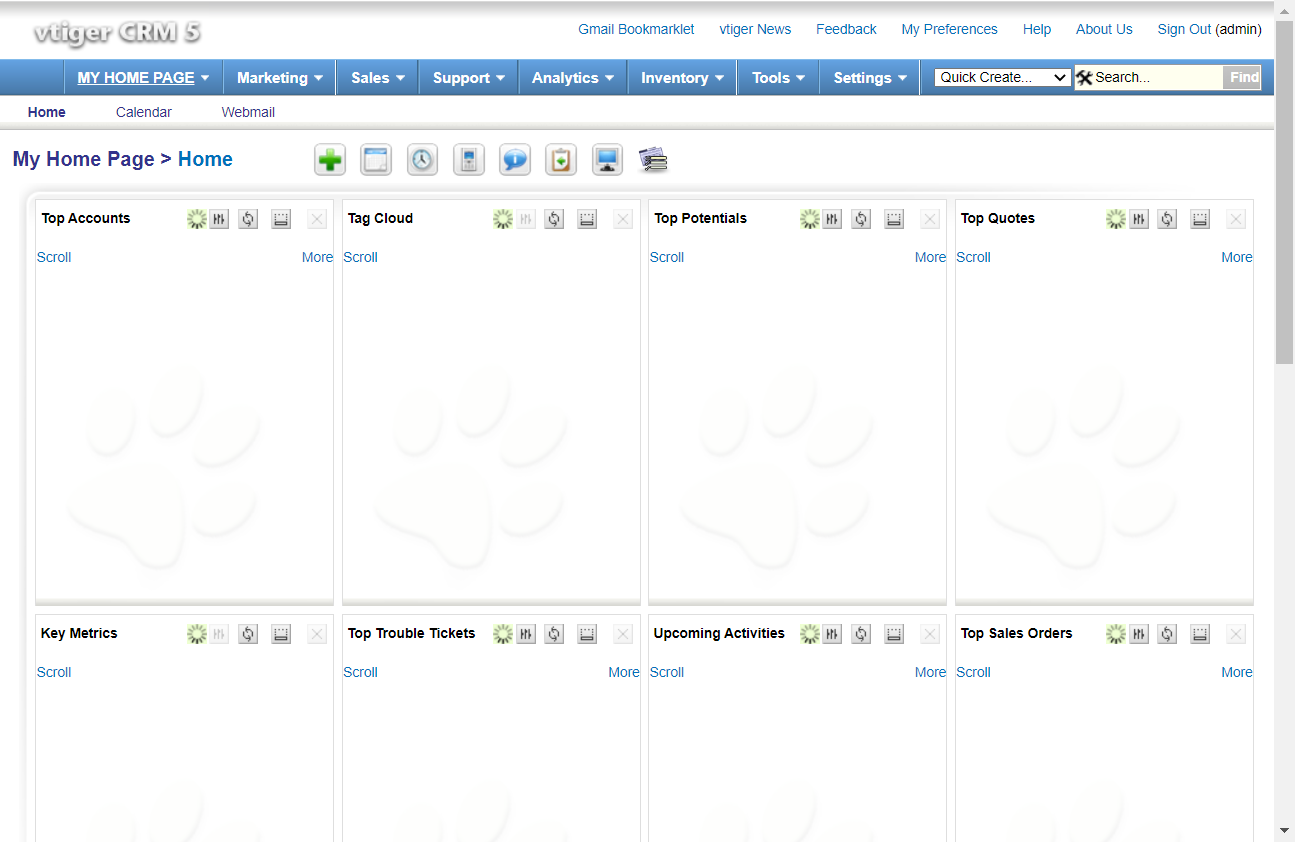 vtiger CRM 5
Gmail Bookmarklet vtiger News Feedback My Preferences Help About Us Sign Out (admin)
MY HOME PAGE Marketing Sales Support Analytics Inventory Tools Settings Quick Create... Search... Find
Home Calendar Webmail
My Home Page > Home
Top Accounts Tag Cloud Top Potentials Top Quotes
Scroll More Scroll Scroll More Scroll More
Key Metrics Top Trouble Tickets Upcoming Activities Top Sales Orders
Scroll Scroll More Scroll More Scroll More